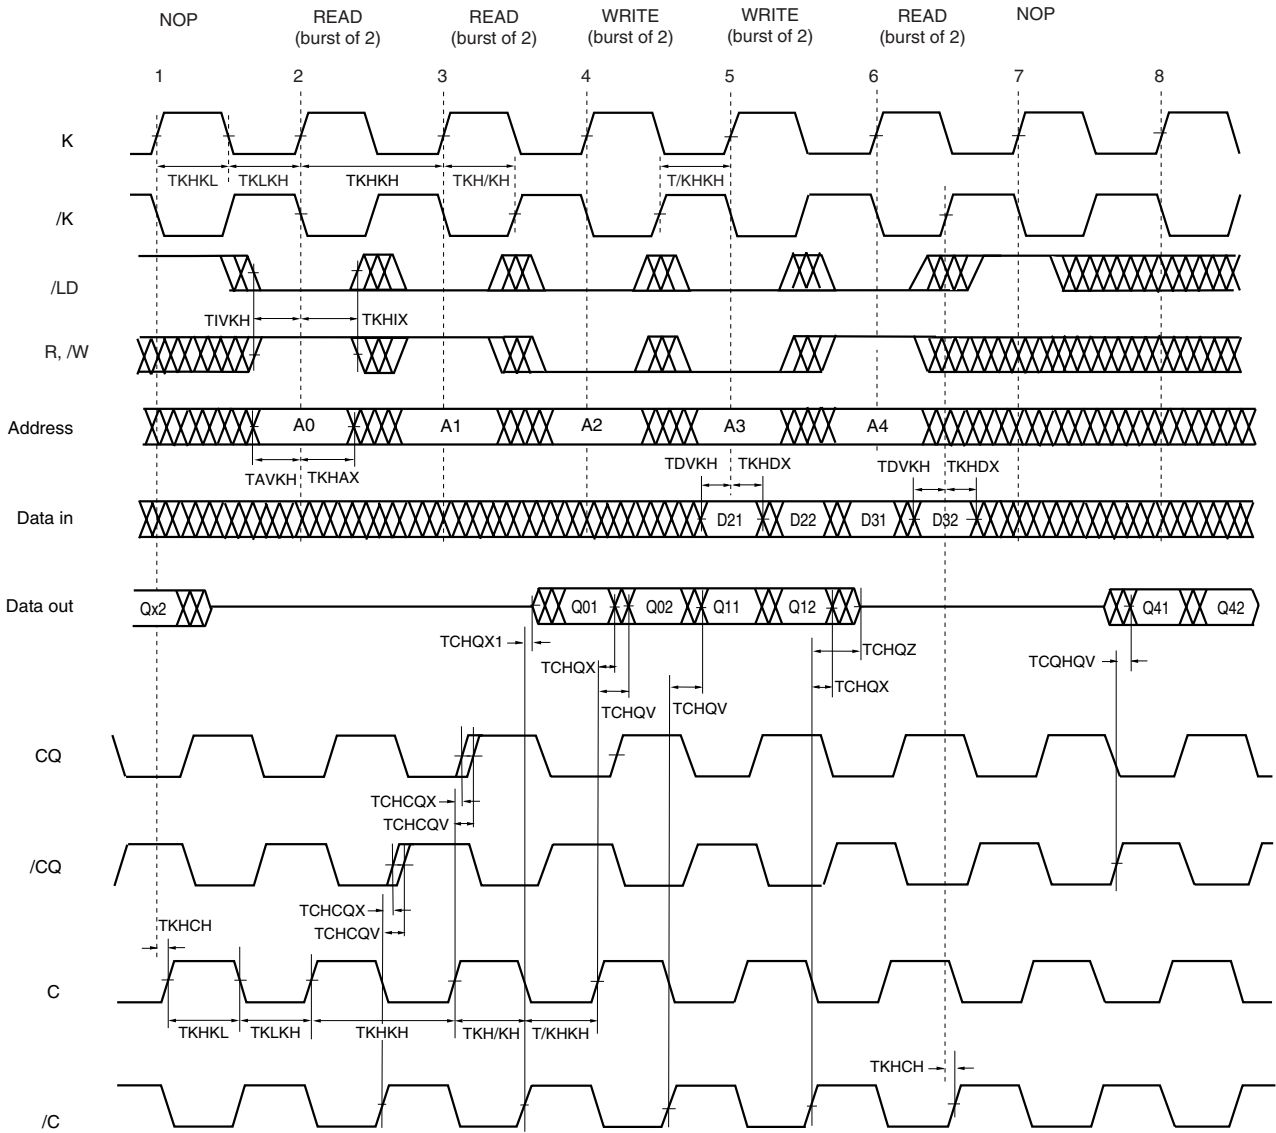 NOP READ READ WRITE WRITE READ NOP
(burst of 2) (burst of 2) (burst of 2) (burst of 2) (burst of 2)
1 2 3 4 5 6 7 8
K
TKHKL TKLKH TKHKH TKH/KH T/KHKH
/K
/LD
TIVKH TKHIX
R, /W
Address A0 A1 A2 A3 A4
TAVKH TKHAX TDVKH TKHDX TDVKH TKHDX
Data in D21 D22 D31 D32
Data out Qx2 Q01 Q02 Q11 Q12 Q41 Q42
TCHQX1 TCHQZ
TCHQX TCQHQV
TCHQX
TCHQV TCHQV
CQ
TCHCQX
TCHCQV
/CQ
TCHCQX
TKHCH
TCHCQV
C
TKHKL TKLKH TKHKH TKH/KH T/KHKH
TKHCH
/C